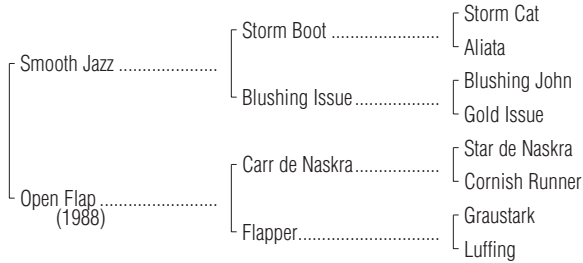 Storm Cat
Storm Boot ......................
Aliata
Smooth Jazz ....................
Blushing John
Blushing Issue .................
Gold Issue
Star de Naskra
Carr de Naskra .................
Cornish Runner
Open Flap ........................
(1988)
Graustark
Flapper.............................
Luffing